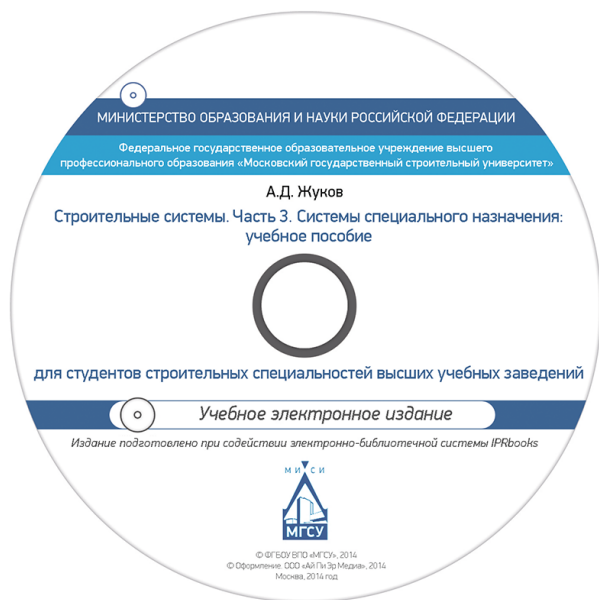 МИНИСТЕРСТВО ОБРАЗОВАНИЯ И НАУКИ РОССИЙСКОЙ ФЕДЕРАЦИИ
Федеральное государственное образовательное учреждение высшего
профессионального образования «Московский государственный строительный университет»
А.Д. Жуков
Строительные системы. Часть 3. Системы специального назначения:
учебное пособие
для студентов строительных специальностей высших учебных заведений
Учебное электронное издание
Издание подготовлено при содействии электронно-библиотечной системы IPRbooks
МИСИ
МГСУ
© ФГБОУ ВПО «МГСУ», 2014
© Оформление. ООО «Ай Пи Эр Медиа», 2014
Москва, 2014 год